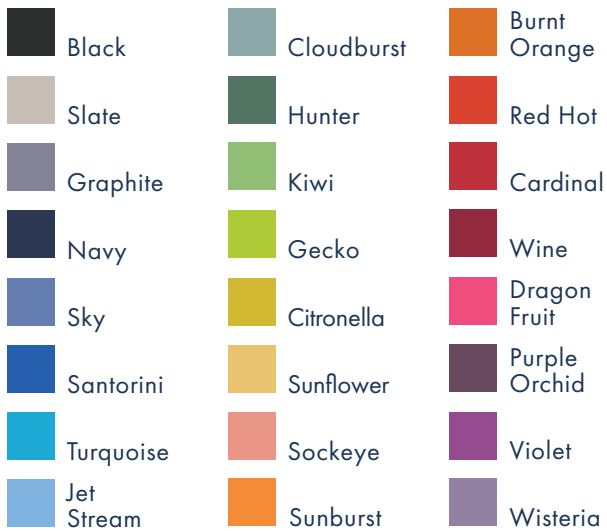 Black
Slate
Graphite
Navy
Sky
Santorini
Turquoise
Jet
Stream
Cloudburst
Hunter
Kiwi
Gecko
Citronella
Sunflower
Sockeye
Sunburst
Burnt
Orange
Red Hot
Cardinal
Wine
Dragon
Fruit
Purple
Orchid
Violet
Wisteria